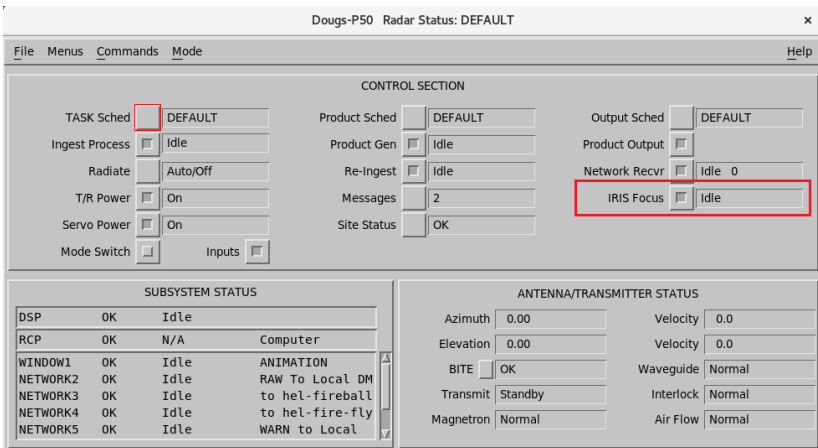 Dougs-P50 Radar Status: DEFAULT ×
File Menus Commands Mode Help
CONTROL SECTION
TASK Sched DEFAULT Product Sched DEFAULT Output Sched DEFAULT
Ingest Process Idle Product Gen Idle Product Output
Radiate Auto/Off Re-Ingest Idle Network Recvr Idle 0
T/R Power On Messages 2 IRIS Focus Idle
Servo Power On Site Status OK
Mode Switch Inputs
SUBSYSTEM STATUS
DSP OK Idle
RCP OK N/A Computer
WINDOW1 OK Idle ANIMATION
NETWORK2 OK Idle RAW To Local DM
NETWORK3 OK Idle to hel-fireball
NETWORK4 OK Idle to hel-fire-fly
NETWORK5 OK Idle WARN to Local
ANTENNA/TRANSMITTER STATUS
Azimuth 0.00 Velocity 0.0
Elevation 0.00 Velocity 0.0
BITE OK Waveguide Normal
Transmit Standby Interlock Normal
Magnetron Normal Air Flow Normal